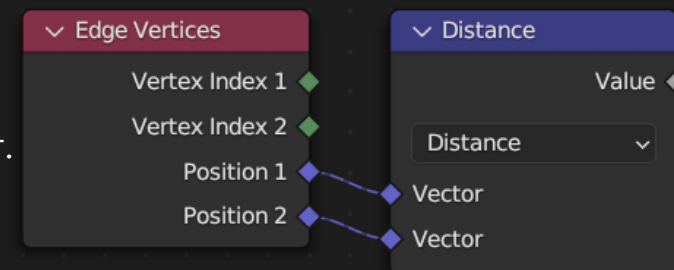 Edge Vertices
Vertex Index 1
Vertex Index 2
Position 1
Position 2
Distance
Value
Distance
Vector
Vector